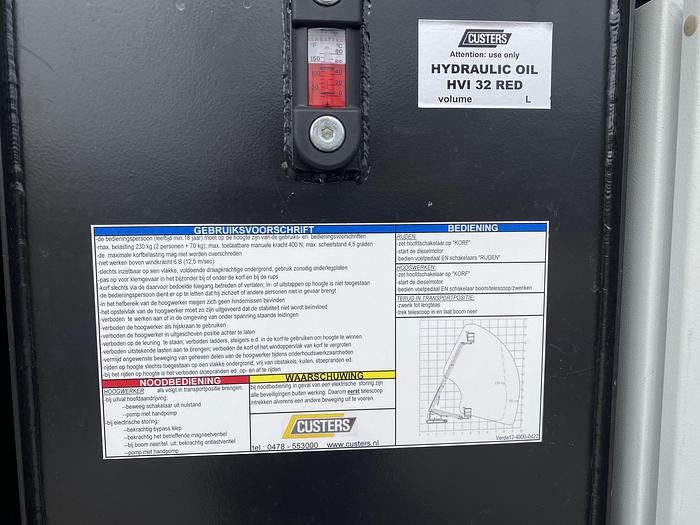 °F °C
CUSTERS
Attention: use only
HYDRAULIC OIL
HVI 32 RED
volume L
GEBRUIKSVOORSCHRIFT
-de bedieningspersoon (leeftijd min.18 jaar) moet op de hoogte zijn van de gebruiks- en bedieningsvoorschriften
-max. belasting 230 kg (2 personen + 70 kg); max. toelaatbare manuele kracht 400 N; max. scheefstand 4,5 graden
-de maximale korfbelasting mag niet worden overschreden
-niet werken boven windkracht 6 B (12,5 m/sec)
-slechts inzetbaar op een vlakke, voldoende draagkrachtige ondergrond; gebruik zonodig onderlegplaten
-pas op voor klemgevaar in het bijzonder bij of onder de korf en bij de rups
-korf slechts via de daarvoor bedoelde toegang betreden of verlaten; in- of uitstappen op hoogte is niet toegestaan
-de bedieningspersoon dient er op te letten dat hij zichzelf of andere personen niet in gevaar brengt
-in het hefbereik van de hoogwerker mogen zich geen hindernissen bevinden
-het opstelvlak van de hoogwerker moet zo zijn uitgevoerd dat de stabiliteit niet wordt beïnvloed
-verboden te werken aan of in de omgeving van onder spanning staande leidingen
-verboden de hoogwerker als hijskraan te gebruiken
-verboden de hoogwerker in uitgeschoven positie achter te laten
-verboden op de leuning te staan; verboden ladders, steigers e.d. in de korf te gebruiken om hoogte te winnen
-verboden uitstekende lasten aan te brengen; verboden de korf of het windoppervlak van korf te vergroten
-vermijd ongewenste beweging van geheven delen van de hoogwerker tijdens onderhoudswerkzaamheden
-rijden op hoogte slechts toegestaan op een vlakke ondergrond, vrij van obstakels, kuilen, stoepranden ed.
-bij het rijden op hoogte is het verboden stoepranden ed. op- en af te rijden
NOODBEDIENING
HOOGWERKER als volgt in transportpositie brengen:
-bij uitval hoofdaandrijving:
--beweeg schakelaar uit nulstand
--pomp met handpomp
-bij electrische storing:
--bekrachtig bypass klep
--bekrachtig het betreffende magneetventiel
--bij boom neer/tel. uit: bekrachtig ontlastventiel
--pomp met handpomp
WAARSCHUWING
bij noodbediening in geval van een elektrische storing zijn
alle beveiligingen buiten werking. Daarom eerst telescoop
intrekken alvorens een andere beweging uit te voeren.
CUSTERS
tel.: 0478 - 553000 www.custers.nl
BEDIENING
RIJDEN:
-zet hoofdschakelaar op "KORF"
-start de dieselmotor
-bedien voetpedaal EN schakelaars "RIJDEN"
HOOGWERKEN:
-zet hoofdschakelaar op "KORF"
-start de dieselmotor
-bedien voetpedaal EN schakelaar boom/telescoop/zwenken
TERUG IN TRANSPORTPOSITIE:
-zwenk tot lengteas
-trek telescoop in en laat boom neer
Verda12-4900-0423